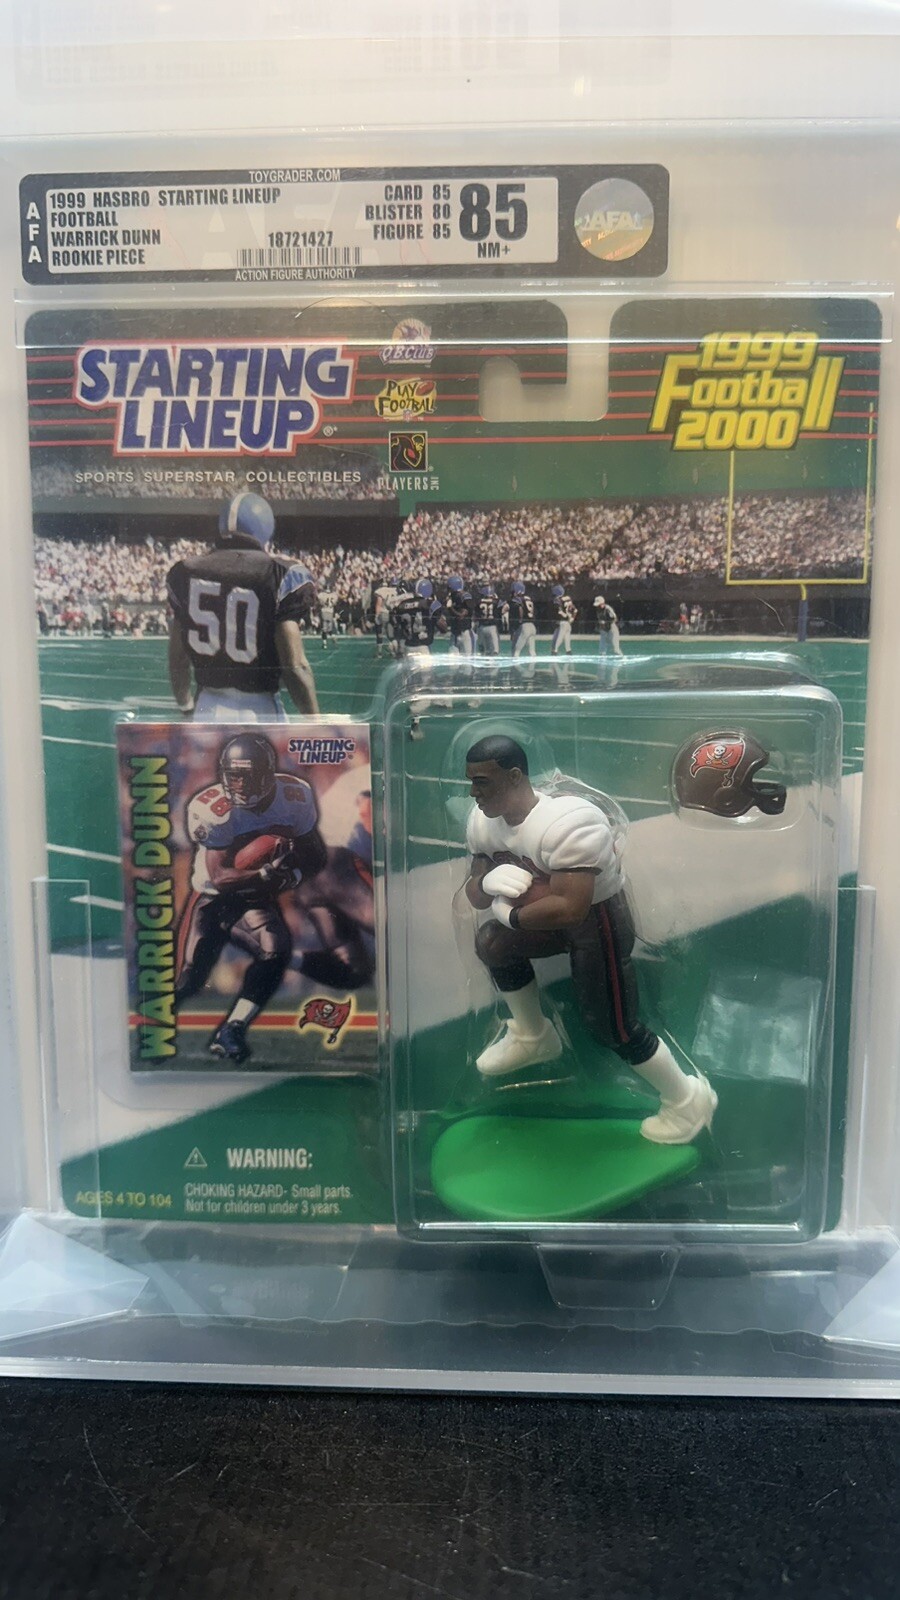 TOYGRADER.COM
AFA
1999 HASBRO STARTING LINEUP
FOOTBALL
WARRICK DUNN
ROOKIE PIECE
18721427
CARD 85
BLISTER 80
FIGURE 85
85
NM+
AFA
ACTION FIGURE AUTHORITY
STARTING
LINEUP®
SPORTS SUPERSTAR COLLECTIBLES
Q.B.CLUB
PLAY
FOOTBALL
PLAYERS INC
1999
Football
2000
50
STARTING
LINEUP
WARRICK DUNN
28
WARNING:
CHOKING HAZARD- Small parts.
Not for children under 3 years.
AGES 4 TO 104